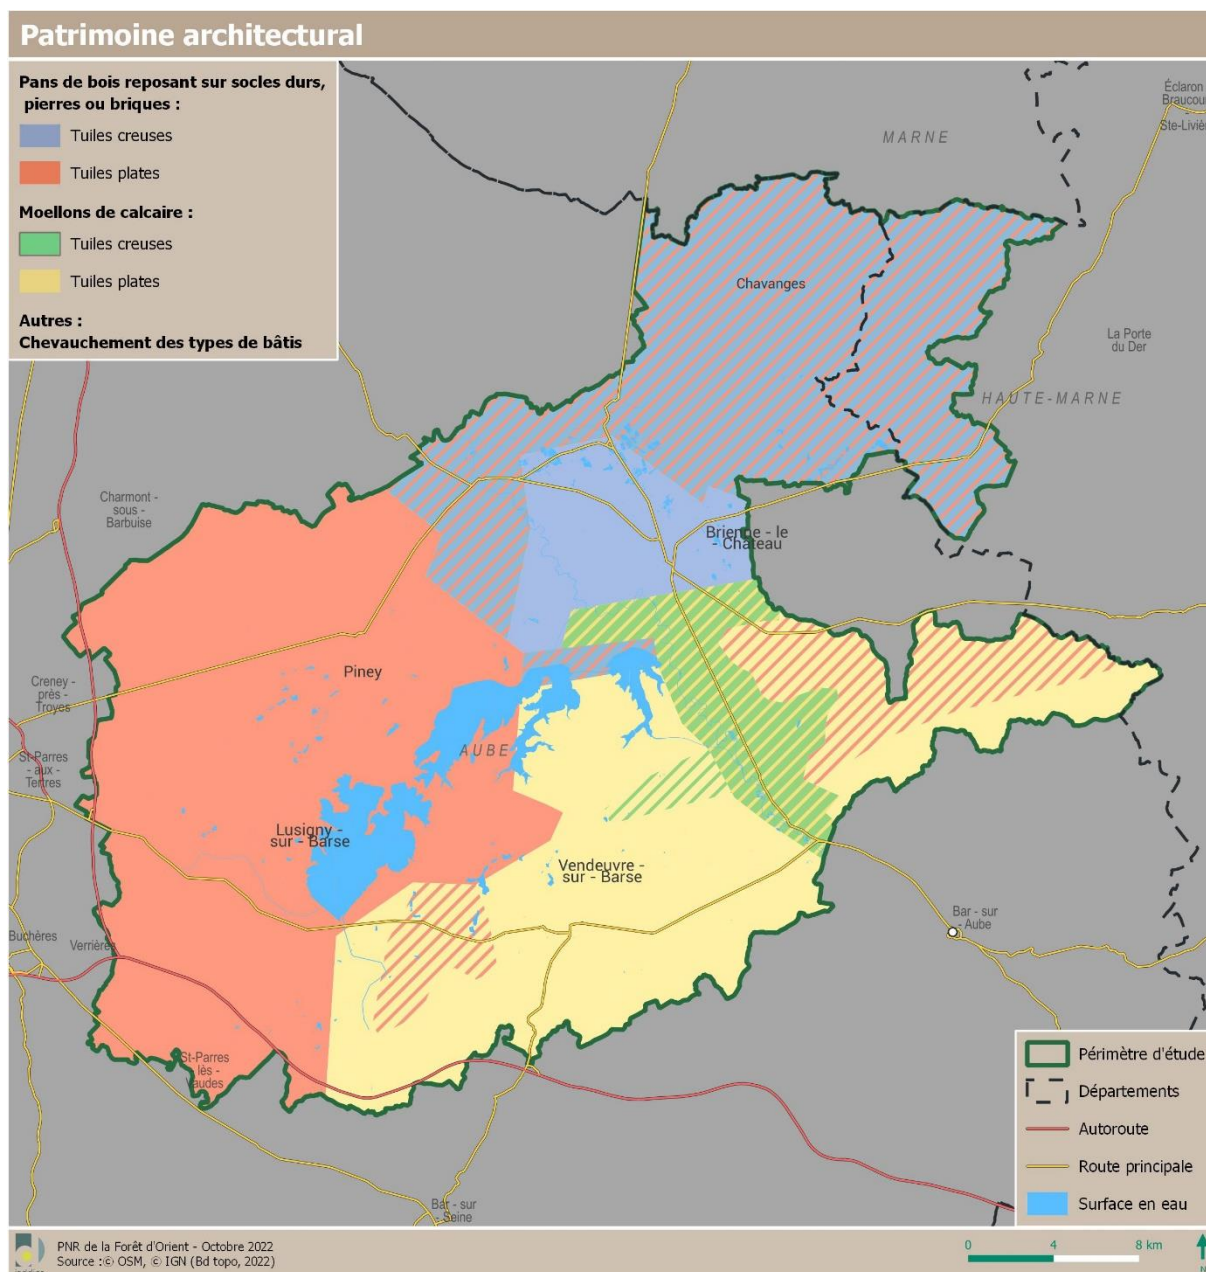 Patrimoine architectural
Pans de bois reposant sur socles durs,
pierres ou briques :
Tuiles creuses
Tuiles plates
Moellons de calcaire :
Tuiles creuses
Tuiles plates
Autres :
Chevauchement des types de bâtis
MARNE
Éclaron
Braucour
Ste-Livièr
Chavanges
La Porte
du Der
HAUTE-MARNE
Charmont -
sous -
Barbuise
Brienne - le
- Château
Piney
Creney -
près -
Troyes
AUBE
St-Parres
- aux -
Tertres
Lusigny -
sur - Barse
Vendeuvre -
sur - Barse
Bar - sur
- Aube
Buchères
Verrières
St-Parres
lès -
Vaudes
Bar - sur
- Seine
Périmètre d'étude
Départements
Autoroute
Route principale
Surface en eau
PNR de la Forêt d'Orient - Octobre 2022
Source :© OSM, © IGN (Bd topo, 2022)
0 4 8 km
N